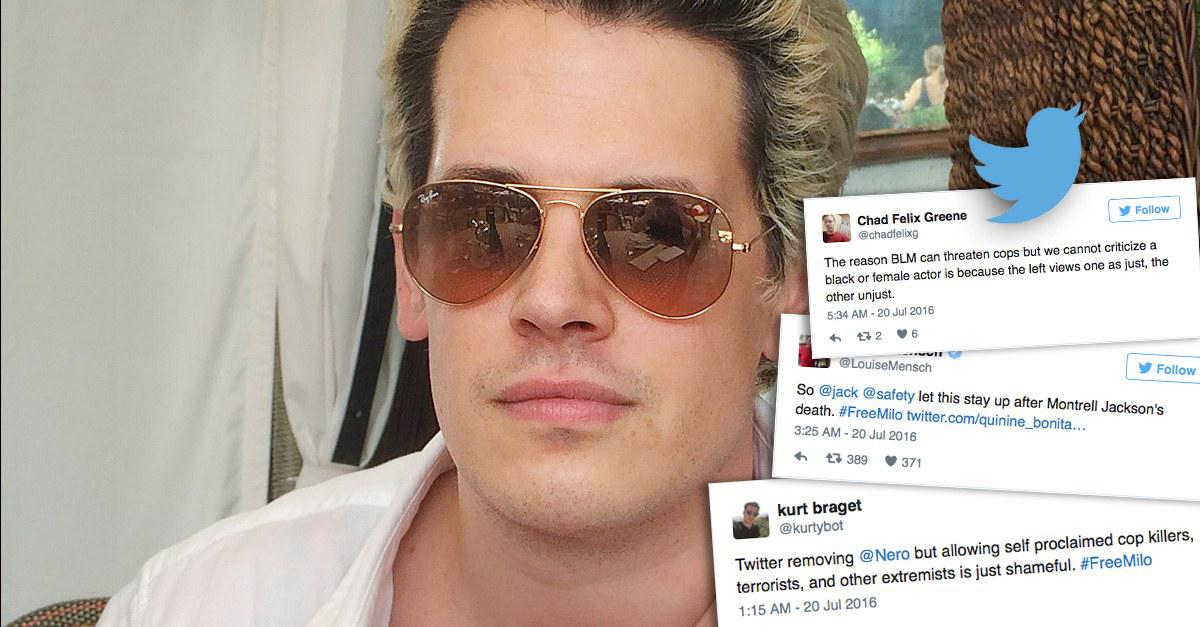 Ray-Ban
Chad Felix Greene
@chadfelixg
Follow
The reason BLM can threaten cops but we cannot criticize a
black or female actor is because the left views one as just, the
other unjust.
5:34 AM - 20 Jul 2016
2 6
@LouiseMensch
Follow
So @jack @safety let this stay up after Montrell Jackson's
death. #FreeMilo twitter.com/quinine_bonita…
3:25 AM - 20 Jul 2016
389 371
kurt braget
@kurtybot
Twitter removing @Nero but allowing self proclaimed cop killers,
terrorists, and other extremists is just shameful. #FreeMilo
1:15 AM - 20 Jul 2016